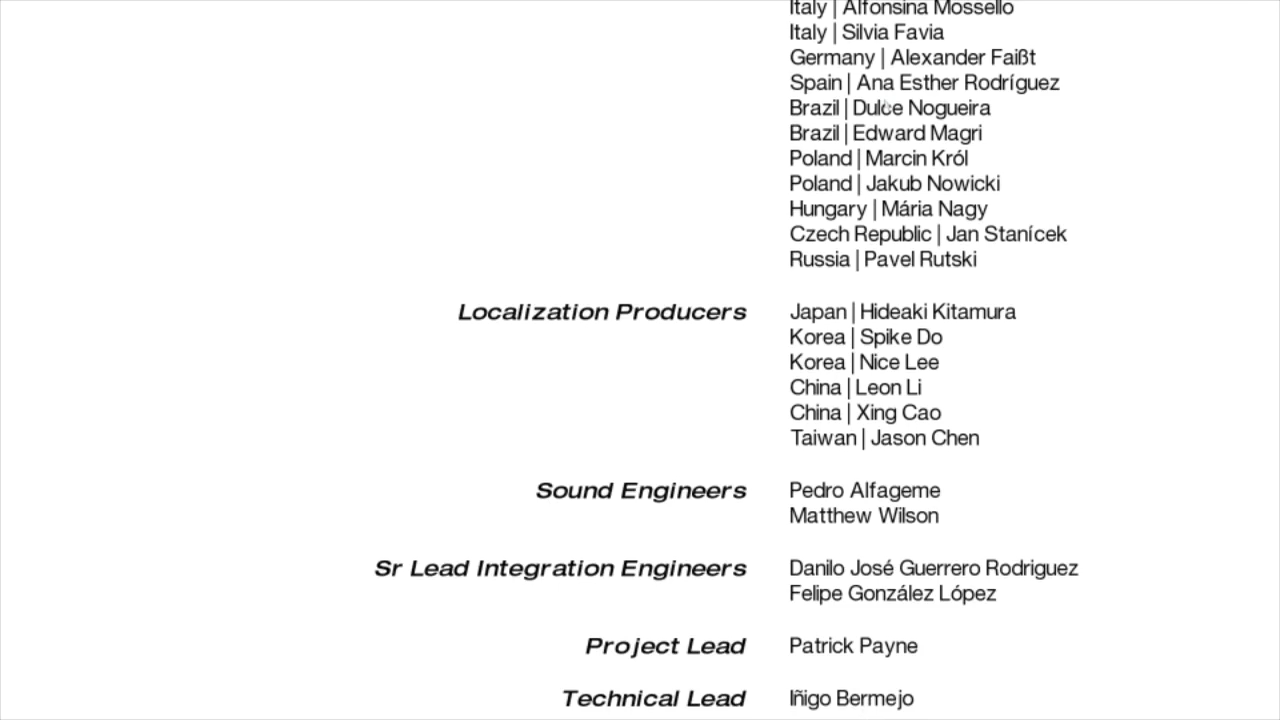 Italy | Alfonsina Mossello
Italy | Silvia Favia
Germany | Alexander Faißt
Spain | Ana Esther Rodríguez
Brazil | Dulce Nogueira
Brazil | Edward Magri
Poland | Marcin Król
Poland | Jakub Nowicki
Hungary | Mária Nagy
Czech Republic | Jan Stanícek
Russia | Pavel Rutski
Localization Producers Japan | Hideaki Kitamura
Korea | Spike Do
Korea | Nice Lee
China | Leon Li
China | Xing Cao
Taiwan | Jason Chen
Sound Engineers Pedro Alfageme
Matthew Wilson
Sr Lead Integration Engineers Danilo José Guerrero Rodriguez
Felipe González López
Project Lead Patrick Payne
Technical Lead Iñigo Bermejo